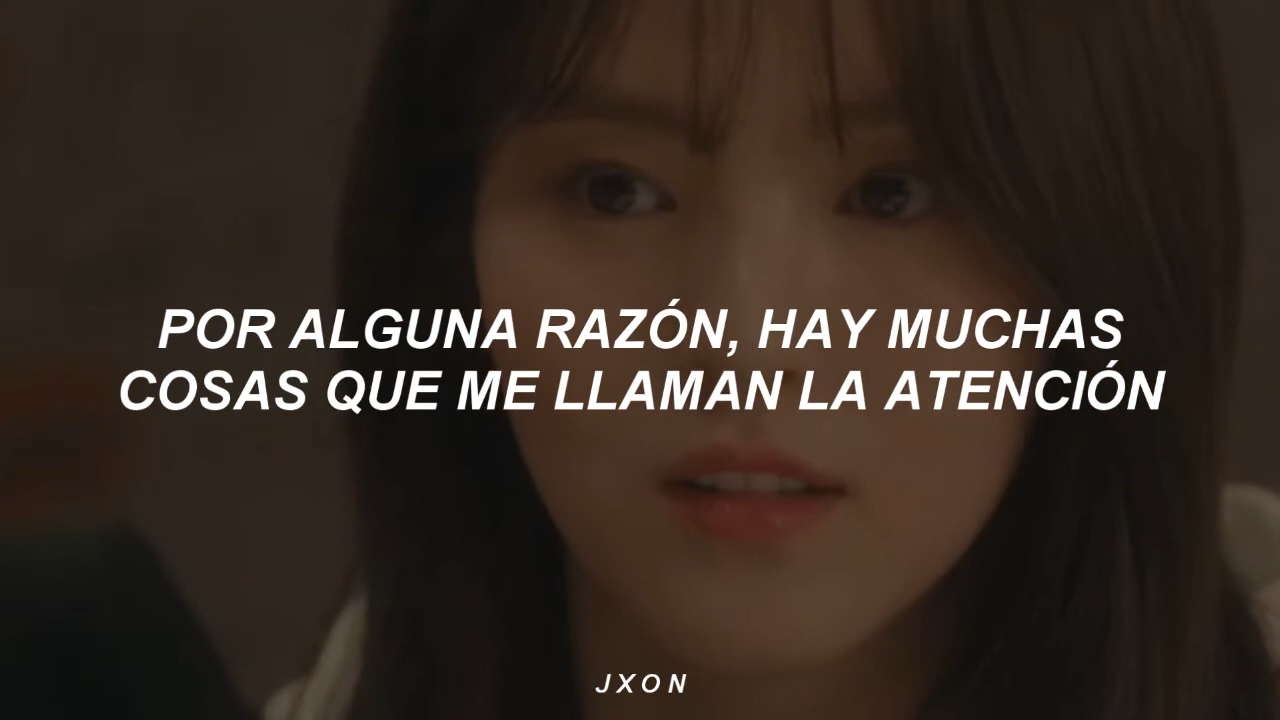 POR ALGUNA RAZÓN, HAY MUCHAS
COSAS QUE ME LLAMAN LA ATENCIÓN
JXON